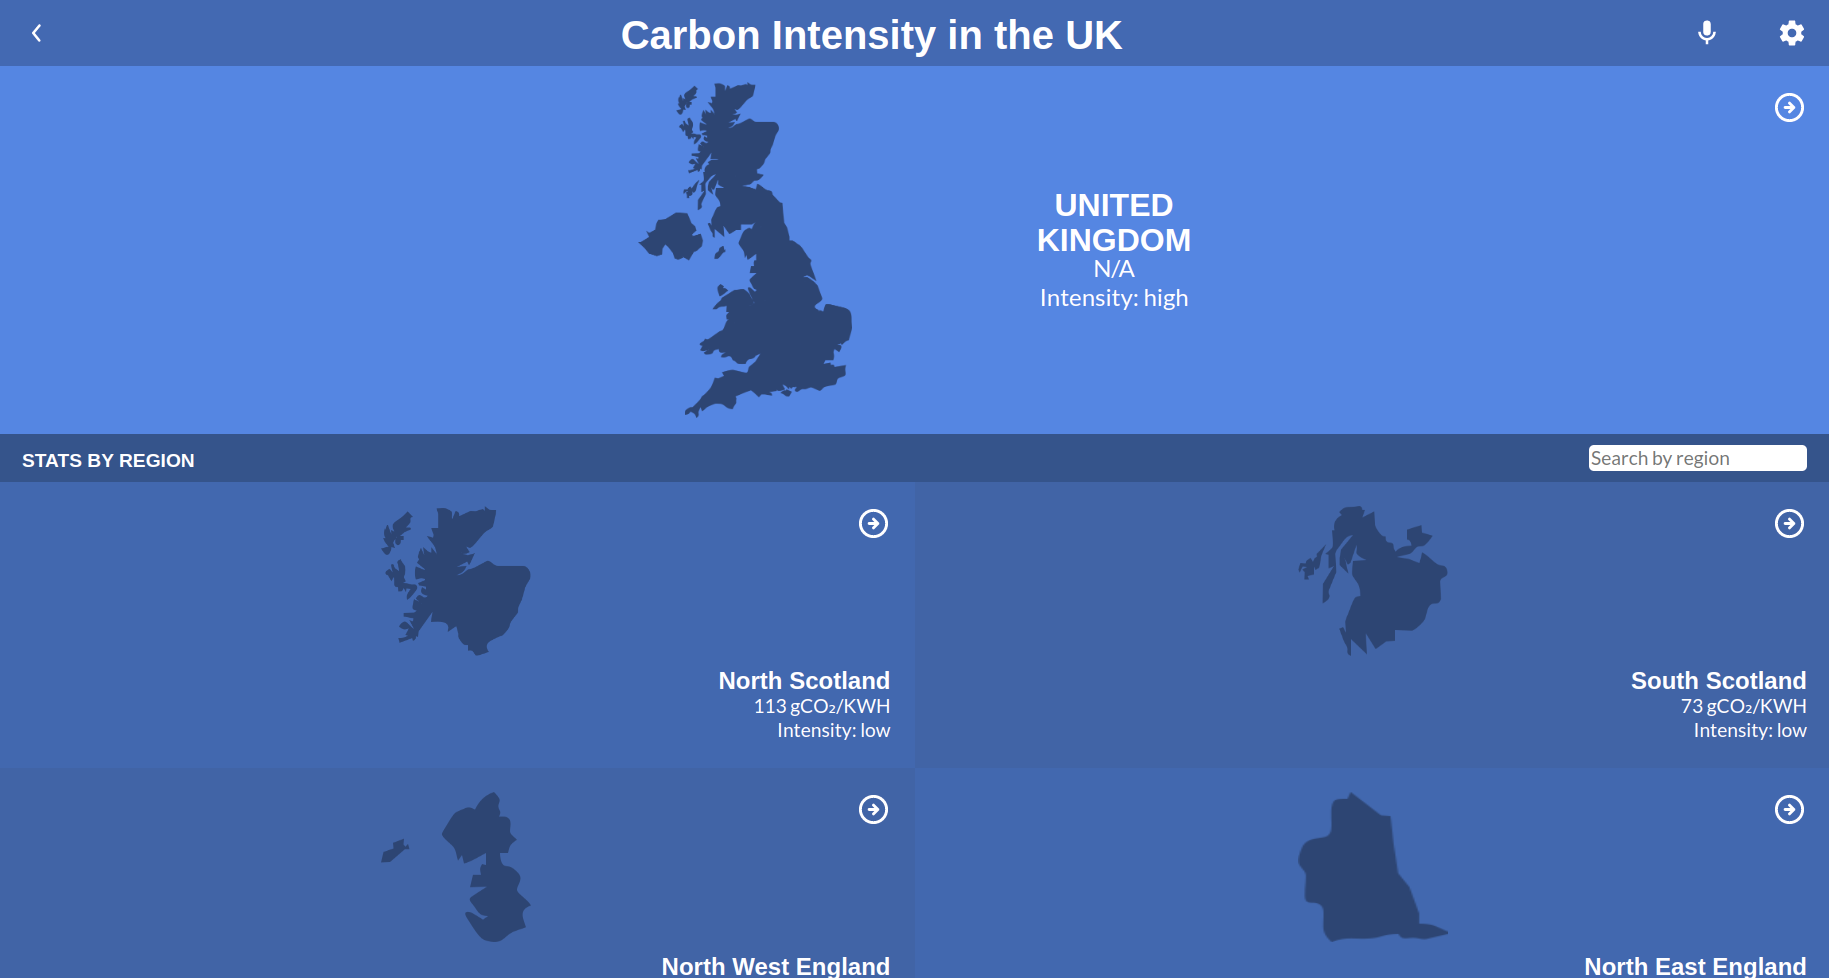 Carbon Intensity in the UK
UNITED
KINGDOM
N/A
Intensity: high
STATS BY REGION
Search by region
North Scotland
113 gCO₂/KWH
Intensity: low
South Scotland
73 gCO₂/KWH
Intensity: low
North West England
North East England